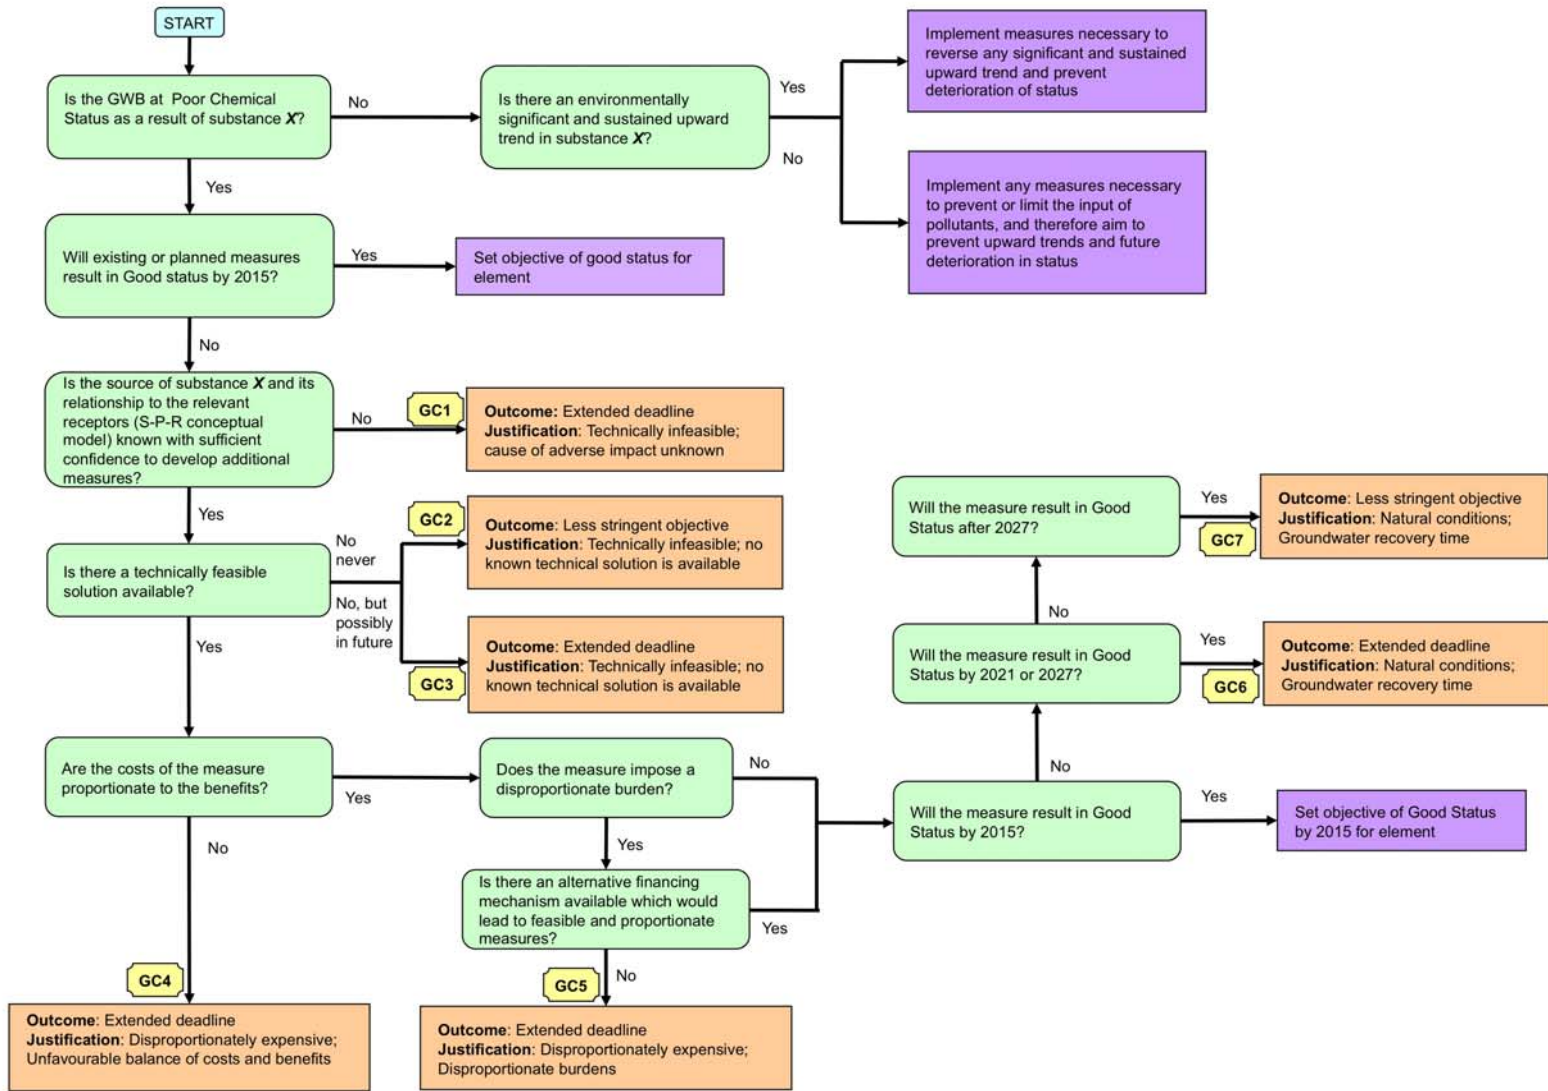 START
Is the GWB at Poor Chemical
Status as a result of substance X?
No
Is there an environmentally
significant and sustained upward
trend in substance X?
Yes
No
Implement measures necessary to
reverse any significant and sustained
upward trend and prevent
deterioration of status
Implement any measures necessary
to prevent or limit the input of
pollutants, and therefore aim to
prevent upward trends and future
deterioration in status
Yes
Will existing or planned measures
result in Good status by 2015?
Yes
Set objective of good status for
element
No
Is the source of substance X and its
relationship to the relevant
receptors (S-P-R conceptual
model) known with sufficient
confidence to develop additional
measures?
No
GC1
Outcome: Extended deadline
Justification: Technically infeasible;
cause of adverse impact unknown
Yes
Is there a technically feasible
solution available?
No
never
GC2
Outcome: Less stringent objective
Justification: Technically infeasible; no
known technical solution is available
No, but
possibly
in future
GC3
Outcome: Extended deadline
Justification: Technically infeasible; no
known technical solution is available
Yes
Are the costs of the measure
proportionate to the benefits?
Yes
Does the measure impose a
disproportionate burden?
No
Yes
Is there an alternative financing
mechanism available which would
lead to feasible and proportionate
measures?
Yes
No
GC4
Outcome: Extended deadline
Justification: Disproportionately expensive;
Unfavourable balance of costs and benefits
No
GC5
Outcome: Extended deadline
Justification: Disproportionately expensive;
Disproportionate burdens
Will the measure result in Good
Status by 2015?
Yes
Set objective of Good Status
by 2015 for element
No
Will the measure result in Good
Status by 2021 or 2027?
Yes
GC6
Outcome: Extended deadline
Justification: Natural conditions;
Groundwater recovery time
No
Will the measure result in Good
Status after 2027?
Yes
GC7
Outcome: Less stringent objective
Justification: Natural conditions;
Groundwater recovery time